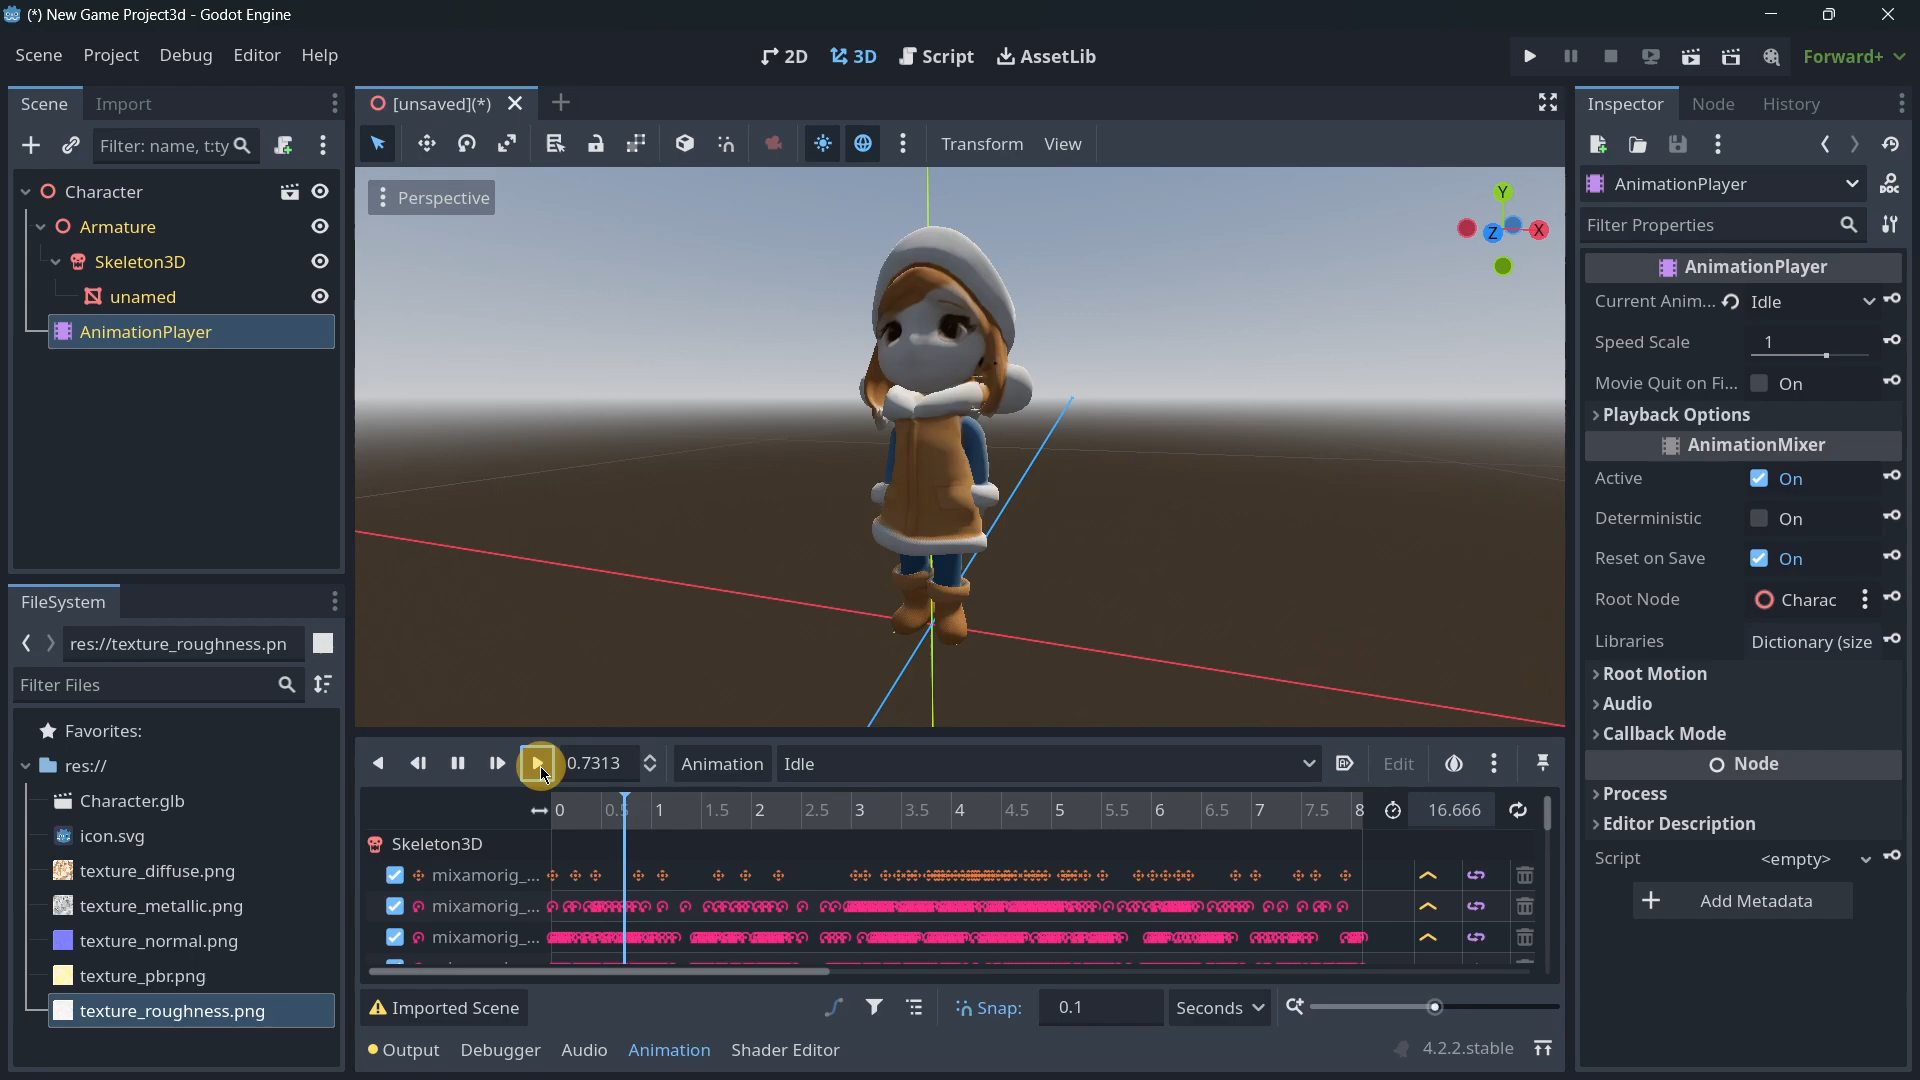 (*) New Game Project3d - Godot Engine
Scene Project Debug Editor Help
2D 3D Script AssetLib
Forward+
Scene Import
Filter: name, t:ty
Character
Armature
Skeleton3D
unamed
AnimationPlayer
FileSystem
res://texture_roughness.pn
Filter Files
Favorites:
res://
Character.glb
icon.svg
texture_diffuse.png
texture_metallic.png
texture_normal.png
texture_pbr.png
texture_roughness.png
[unsaved](*)
Transform View
Perspective
Y
Z X
0.7313 Animation Idle Edit
0 0.5 1 1.5 2 2.5 3 3.5 4 4.5 5 5.5 6 6.5 7 7.5 8 16.666
Skeleton3D
mixamorig_...
mixamorig_...
mixamorig_...
Imported Scene Snap: 0.1 Seconds
Output Debugger Audio Animation Shader Editor 4.2.2.stable
Inspector Node History
AnimationPlayer
Filter Properties
AnimationPlayer
Current Anim... Idle
Speed Scale 1
Movie Quit on Fi... On
Playback Options
AnimationMixer
Active On
Deterministic On
Reset on Save On
Root Node Charac
Libraries Dictionary (size
Root Motion
Audio
Callback Mode
Node
Process
Editor Description
Script <empty>
Add Metadata